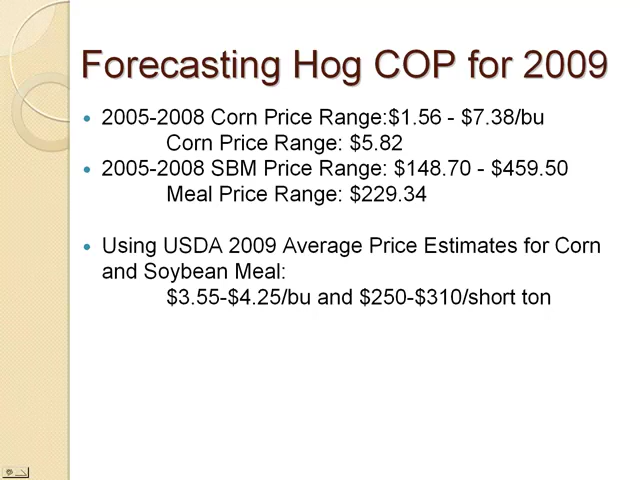 Forecasting Hog COP for 2009
2005-2008 Corn Price Range:$1.56 - $7.38/bu
Corn Price Range: $5.82
2005-2008 SBM Price Range: $148.70 - $459.50
Meal Price Range: $229.34
Using USDA 2009 Average Price Estimates for Corn
and Soybean Meal:
$3.55-$4.25/bu and $250-$310/short ton